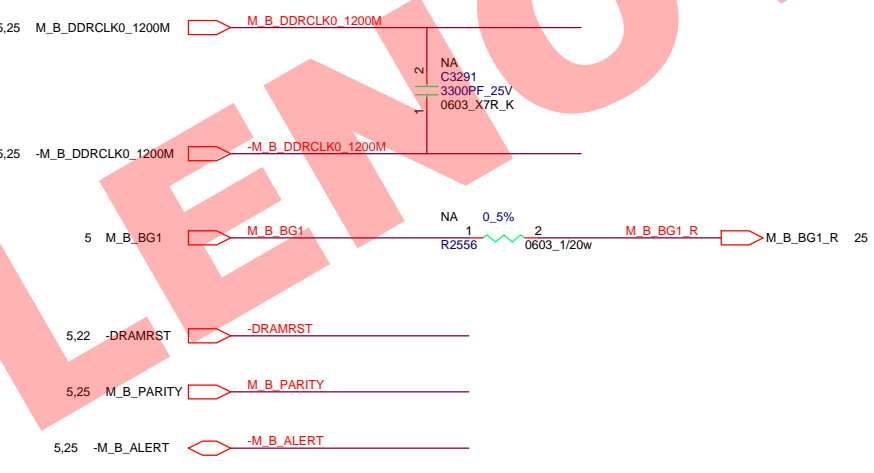 5,25 M_B_DDRCLK0_1200M M_B_DDRCLK0_1200M
2 NA
C3291
3300PF_25V
1 0603_X7R_K
5,25 -M_B_DDRCLK0_1200M -M_B_DDRCLK0_1200M
NA 0_5%
5 M_B_BG1 M_B_BG1 1 2 M_B_BG1_R M_B_BG1_R 25
R2556 0603_1/20w
5,22 -DRAMRST -DRAMRST
5,25 M_B_PARITY M_B_PARITY
5,25 -M_B_ALERT -M_B_ALERT
LENO